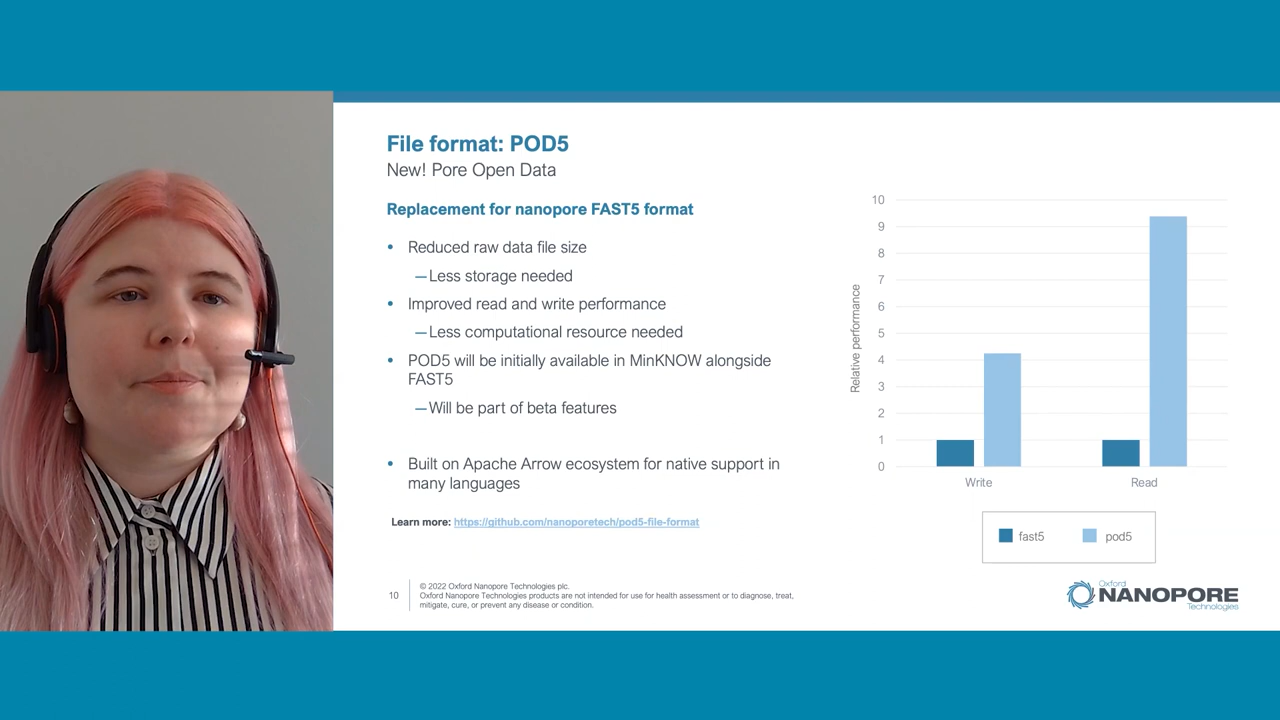 File format: POD5
New! Pore Open Data
Replacement for nanopore FAST5 format
• Reduced raw data file size
—Less storage needed
• Improved read and write performance
—Less computational resource needed
• POD5 will be initially available in MinKNOW alongside
FAST5
—Will be part of beta features
• Built on Apache Arrow ecosystem for native support in
many languages
Learn more: https://github.com/nanoporetech/pod5-file-format
Relative performance
10
9
8
7
6
5
4
3
2
1
0
Write
Read
fast5
pod5
10
© 2022 Oxford Nanopore Technologies plc.
Oxford Nanopore Technologies products are not intended for use for health assessment or to diagnose, treat,
mitigate, cure, or prevent any disease or condition.
Oxford
NANOPORE
Technologies